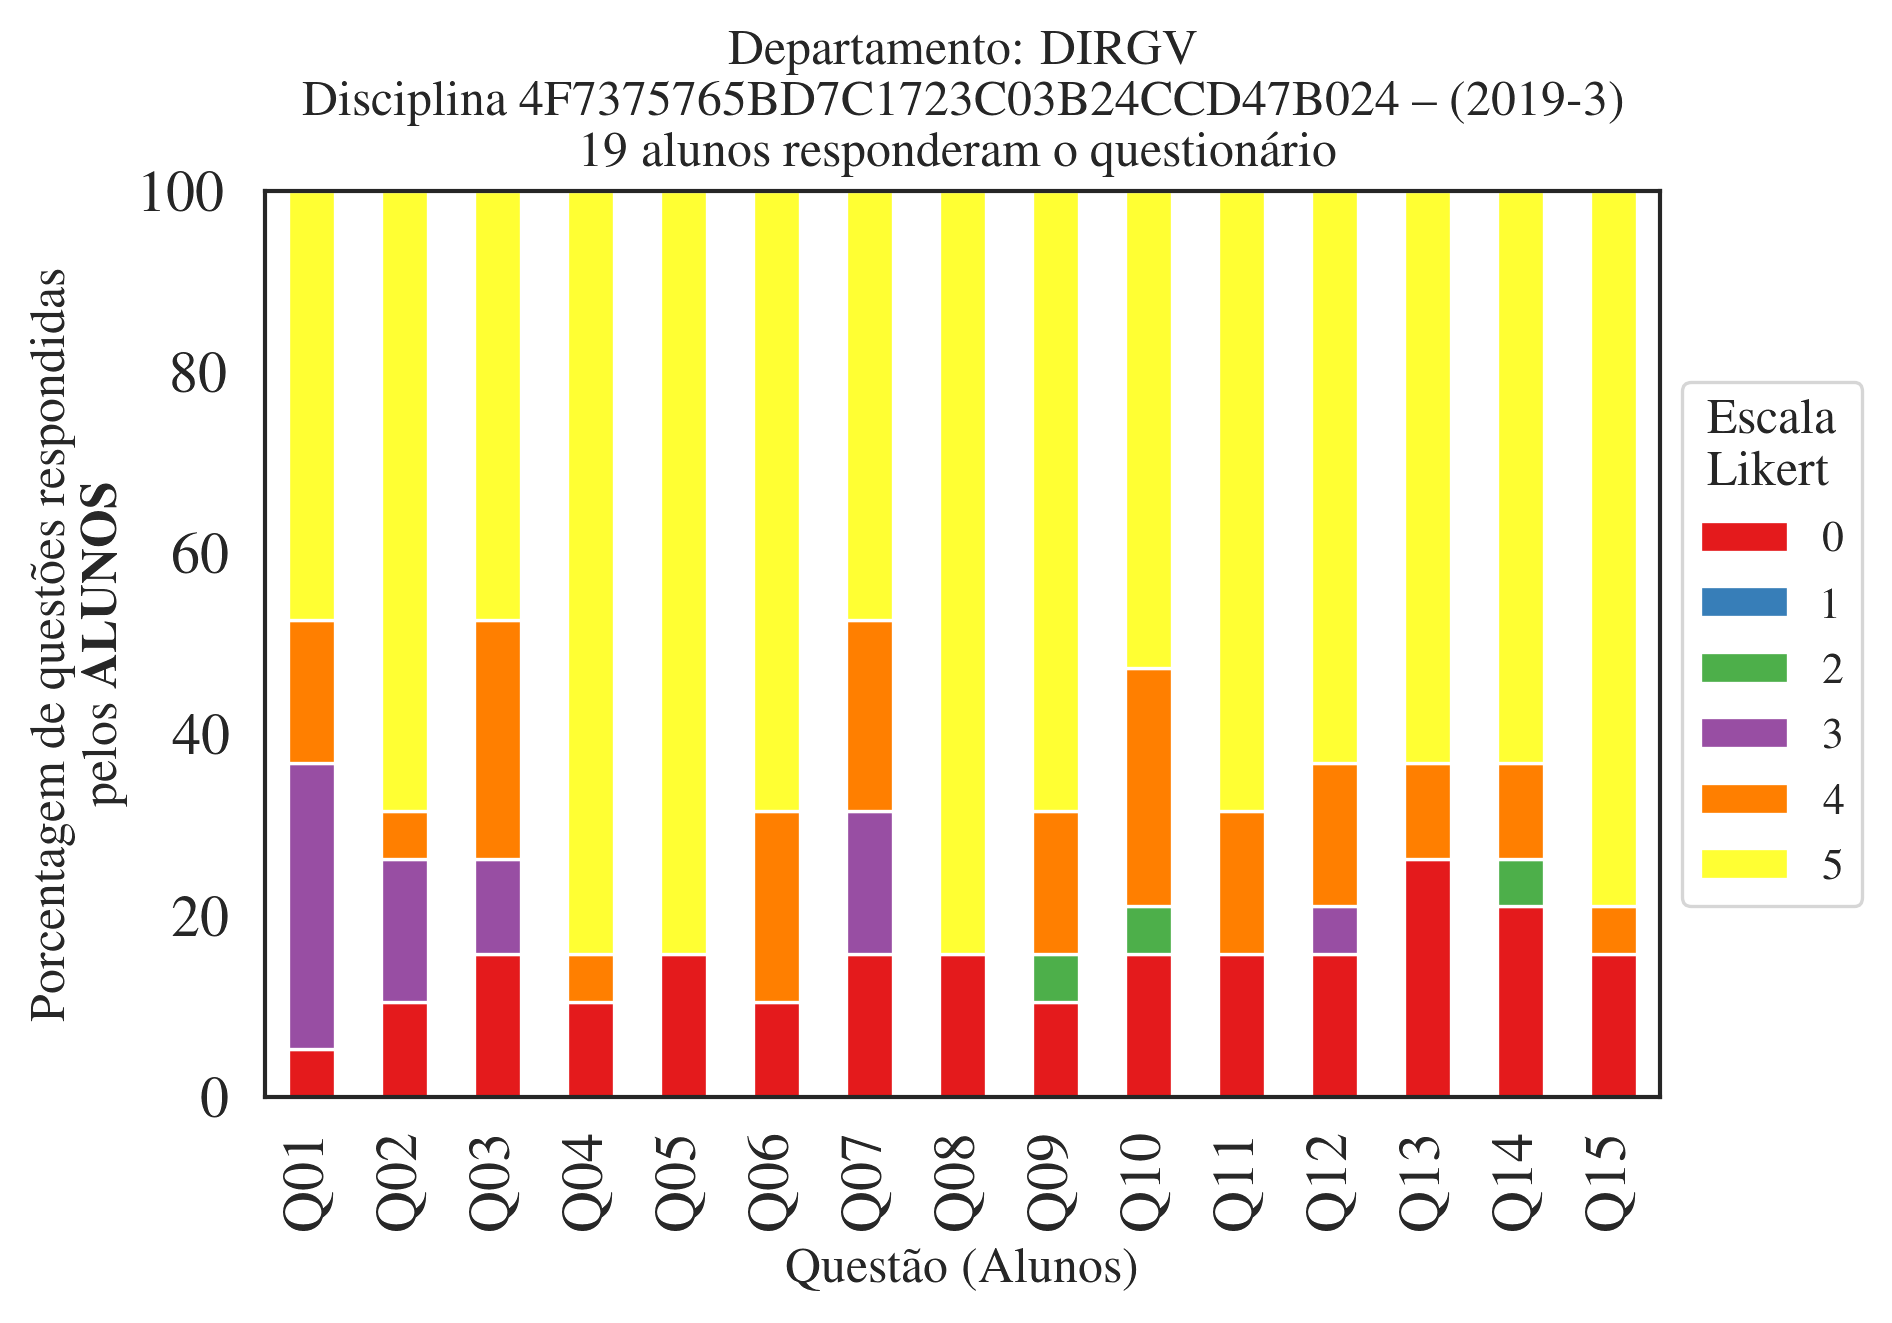 Departamento: DIRGV
Disciplina 4F7375765BD7C1723C03B24CCD47B024 – (2019-3)
19 alunos responderam o questionário
Porcentagem de questões respondidas
pelos ALUNOS
100
80
60
40
20
0
Q01
Q02
Q03
Q04
Q05
Q06
Q07
Q08
Q09
Q10
Q11
Q12
Q13
Q14
Q15
Questão (Alunos)
Escala
Likert
0
1
2
3
4
5